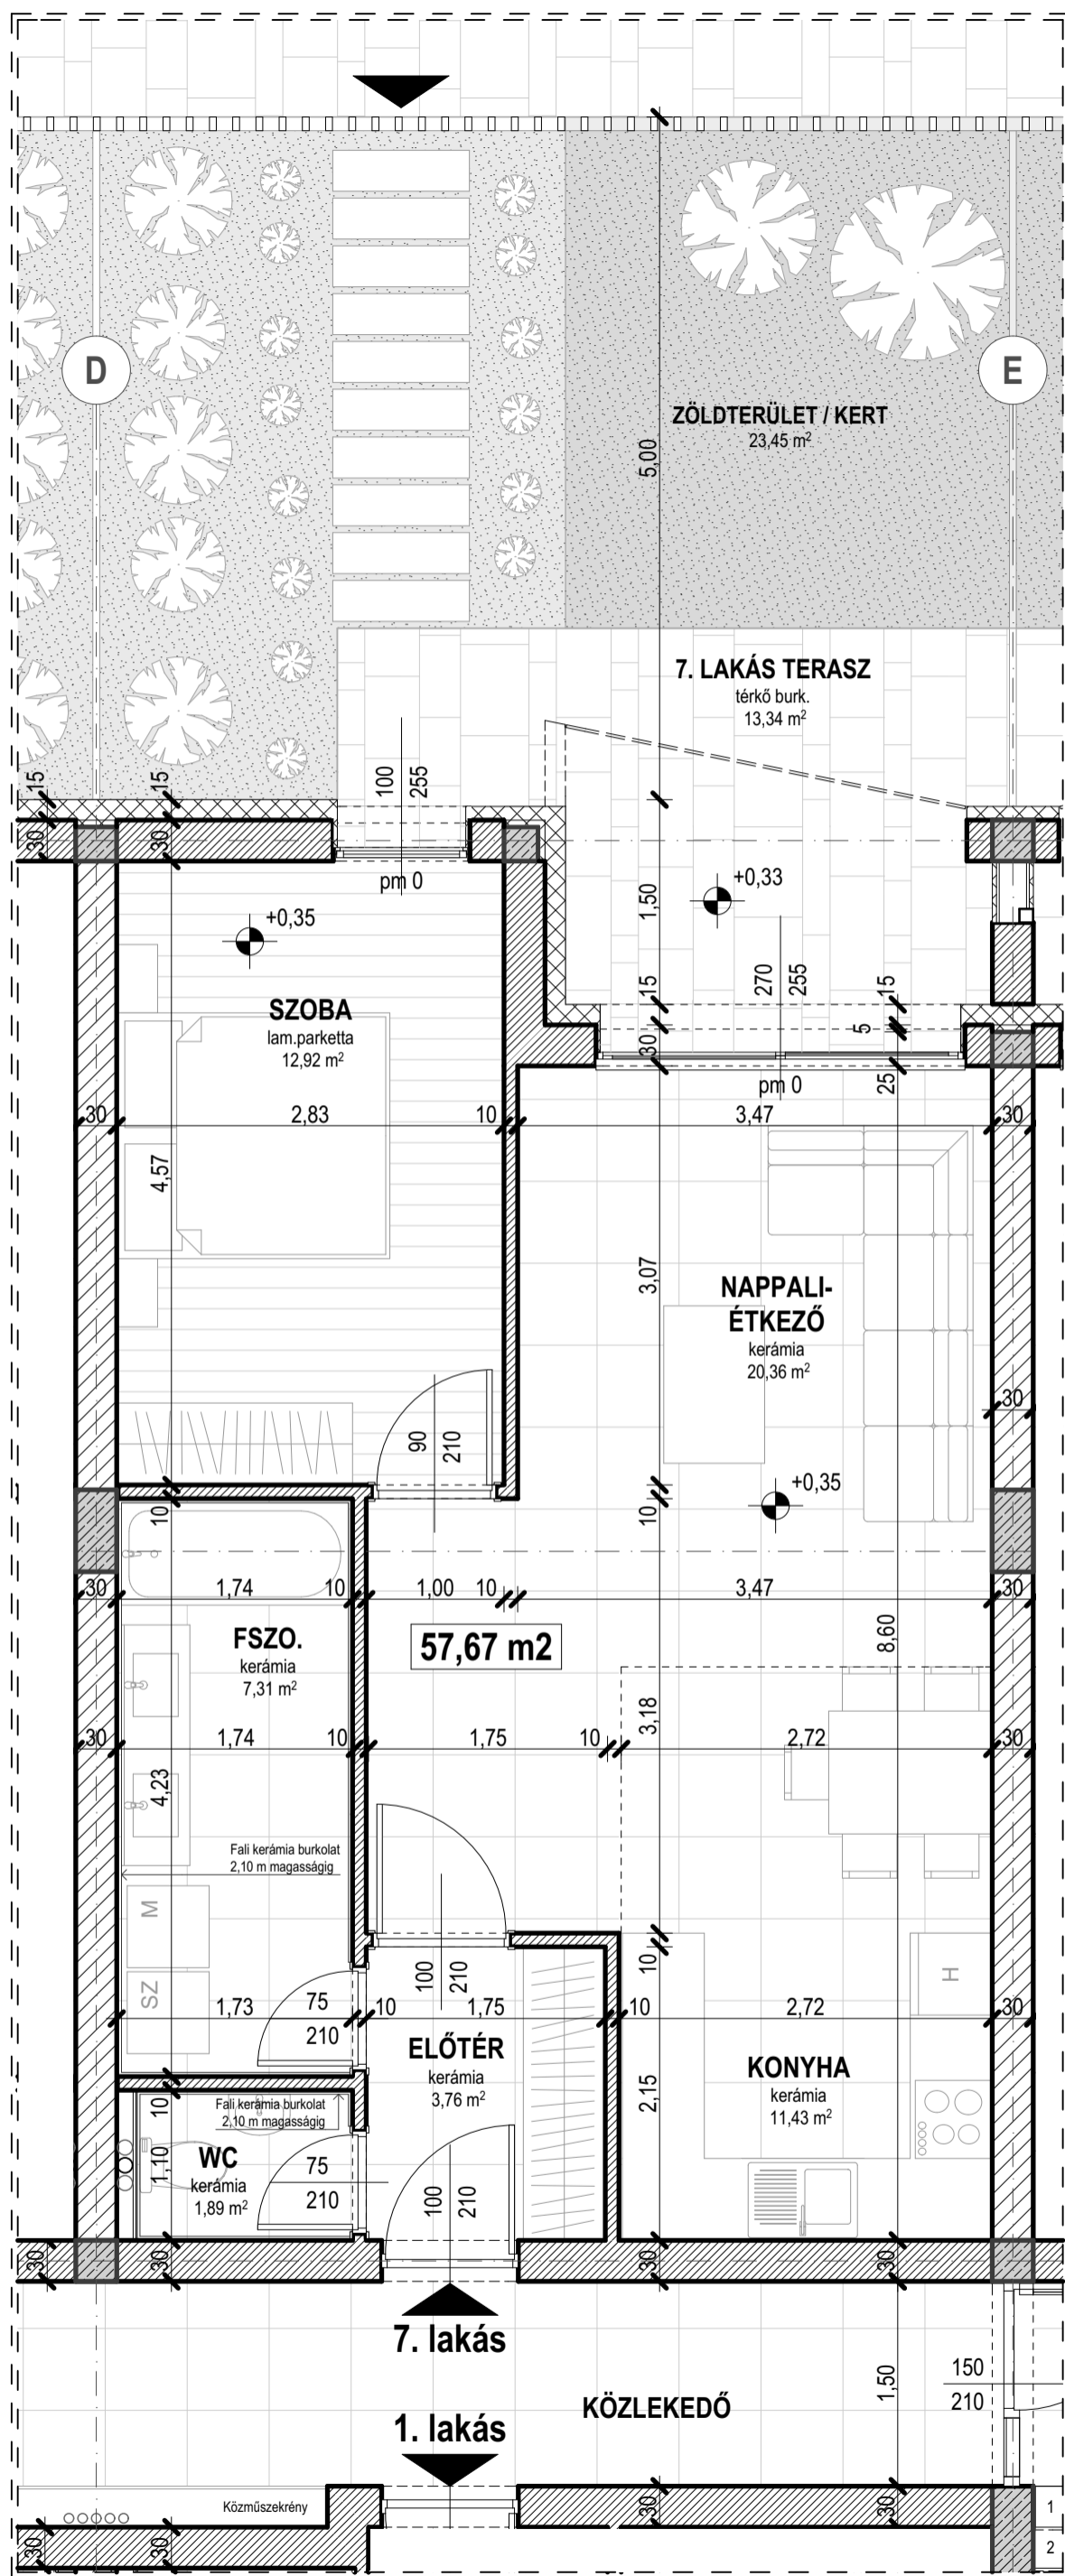 D
E
ZÖLDTERÜLET / KERT
23,45 m²
5,00
7. LAKÁS TERASZ
térkő burk.
13,34 m²
100
255
15
15
30
30
pm 0
+0,33
+0,35
1,50
270
255
15
15
5
30
25
pm 0
SZOBA
lam.parketta
12,92 m²
30
2,83
10
3,47
30
4,57
3,07
NAPPALI-
ÉTKEZŐ
kerámia
20,36 m²
30
90
210
+0,35
10
10
30
1,74
10
1,00
10
3,47
30
57,67 m2
FSZO.
kerámia
7,31 m²
8,60
3,18
30
1,74
10
1,75
10
2,72
30
4,23
Fali kerámia burkolat
2,10 m magasságig
M
SZ
H
100
210
10
1,73
75
210
10
1,75
10
2,72
30
ELŐTÉR
kerámia
3,76 m²
KONYHA
kerámia
11,43 m²
2,15
10
Fali kerámia burkolat
2,10 m magasságig
WC
kerámia
1,89 m²
1,10
75
210
100
210
30
30
30
30
7. lakás
KÖZLEKEDŐ
1,50
150
210
1. lakás
Közműszekrény
30
30
30
30
1
2